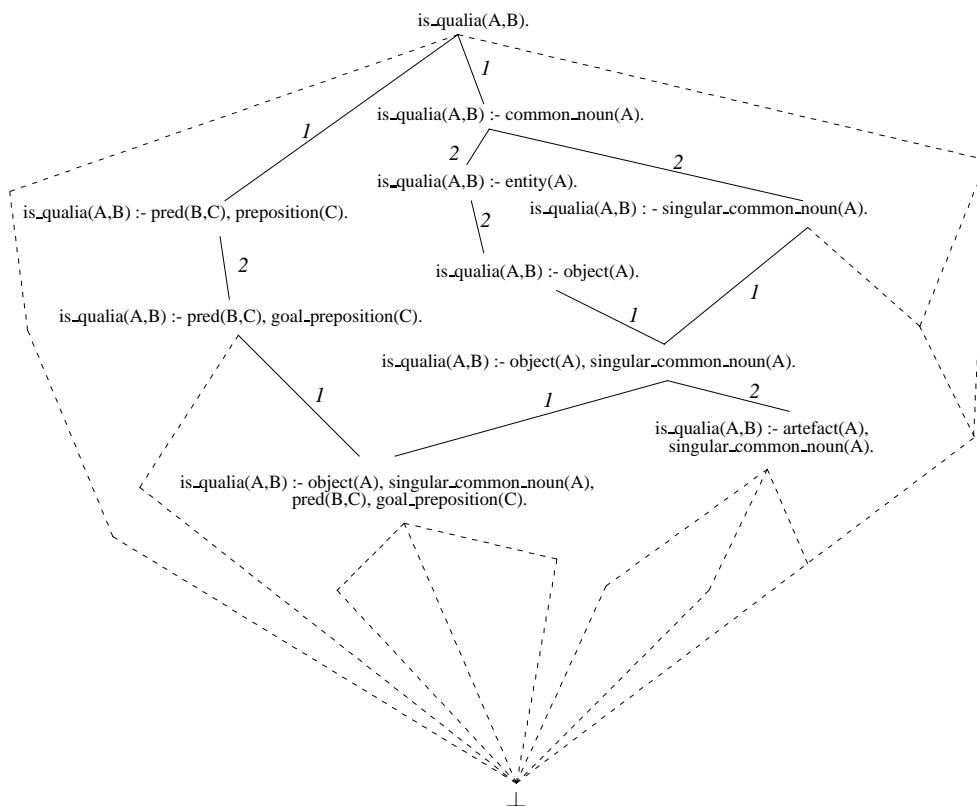 is_qualia(A,B).
1
1
is_qualia(A,B) :- common_noun(A).
2
2
is_qualia(A,B) :- entity(A).
is_qualia(A,B) :- pred(B,C), preposition(C).
is_qualia(A,B) : - singular_common_noun(A).
2
2
is_qualia(A,B) :- object(A).
1
1
is_qualia(A,B) :- pred(B,C), goal_preposition(C).
is_qualia(A,B) :- object(A), singular_common_noun(A).
1
1
2
is_qualia(A,B) :- artefact(A),
singular_common_noun(A).
is_qualia(A,B) :- object(A), singular_common_noun(A),
pred(B,C), goal_preposition(C).
⊥